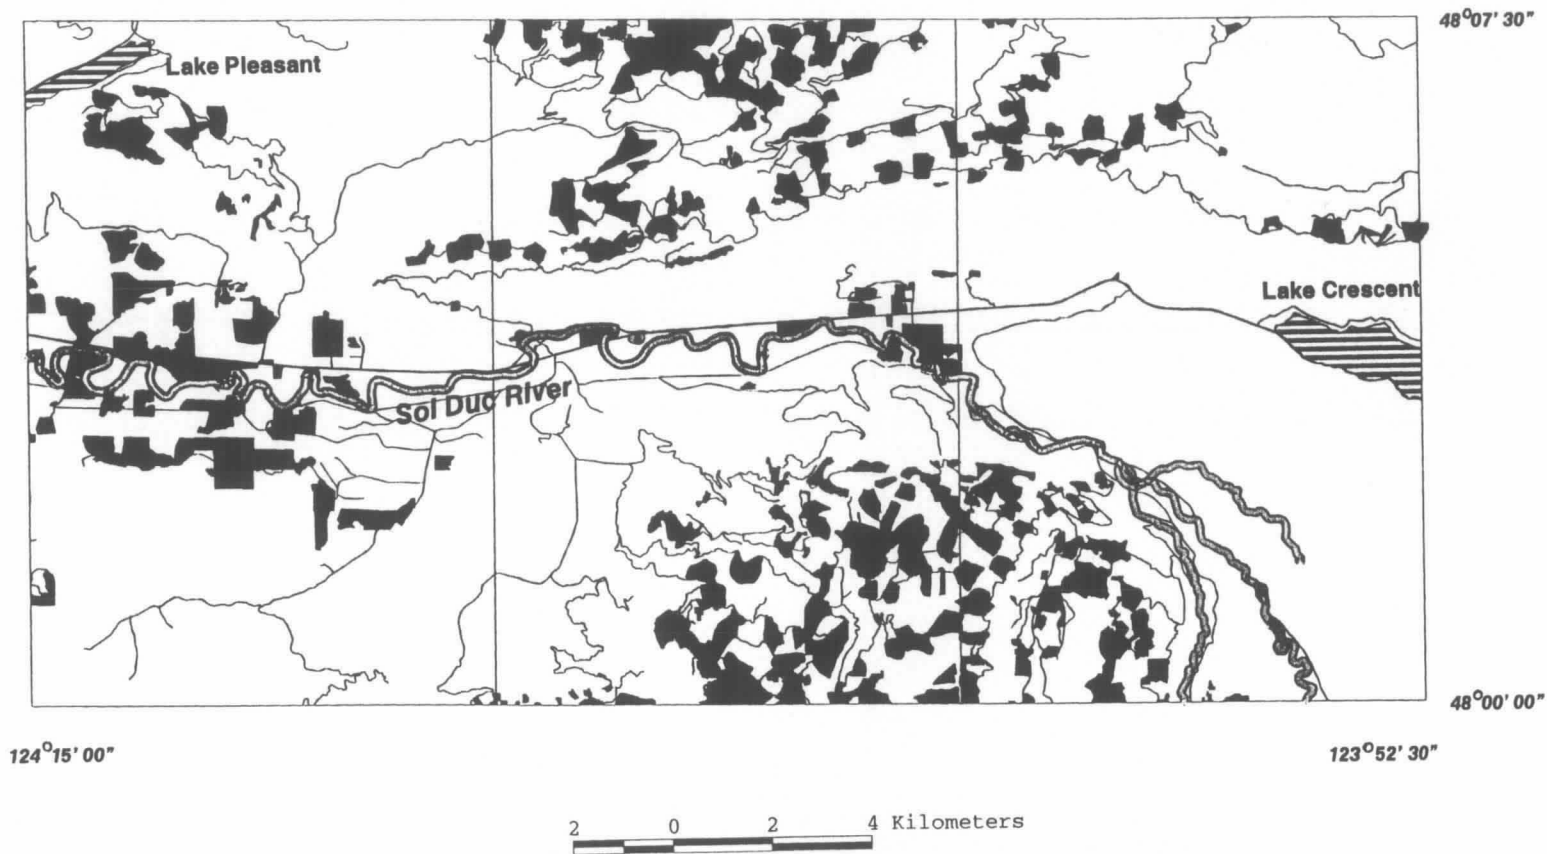 48°07'30"
Lake Pleasant
Lake Crescent
Sol Duc River
48°00'00"
124°15'00"
123°52'30"
2 0 2 4 Kilometers